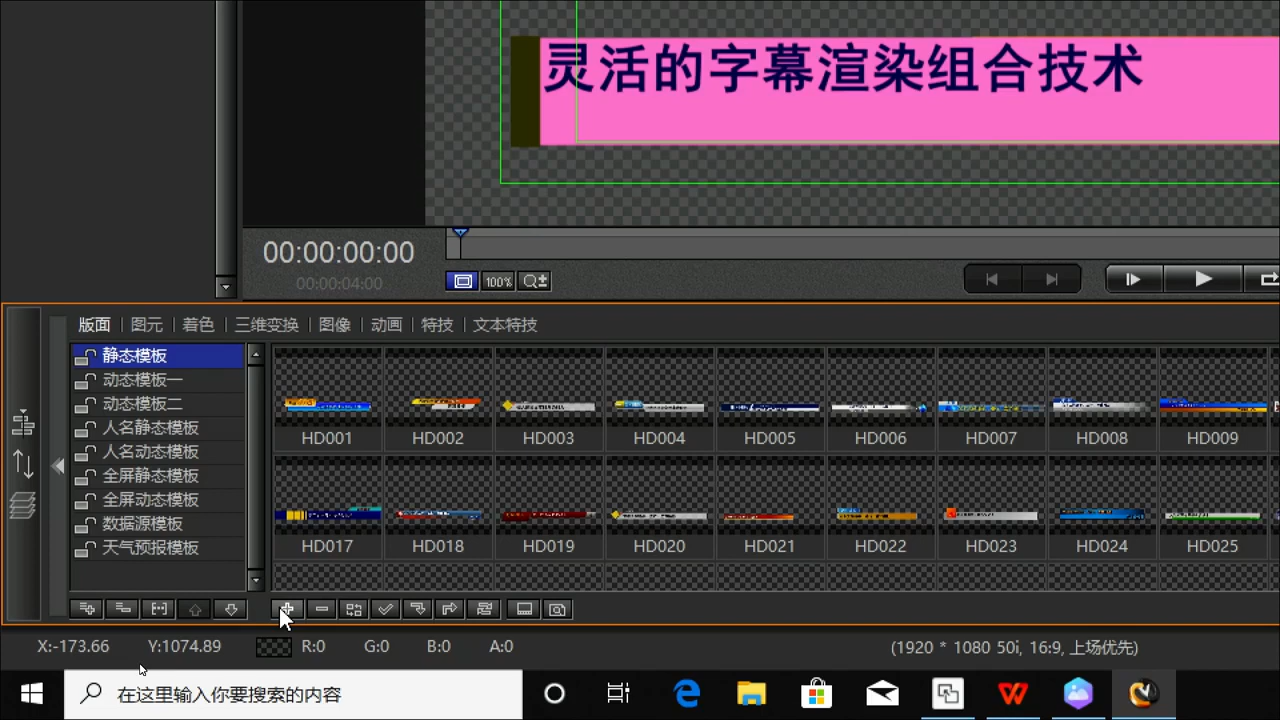 灵活的字幕渲染组合技术
00:00:00:00
00:00:04:00
100%
版面 图元 着色 三维变换 图像 动画 特技 文本特技
静态模板
动态模板一
动态模板二
人名静态模板
人名动态模板
全屏静态模板
全屏动态模板
数据源模板
天气预报模板
HD001 HD002 HD003 HD004 HD005 HD006 HD007 HD008 HD009
HD017 HD018 HD019 HD020 HD021 HD022 HD023 HD024 HD025
X:-173.66 Y:1074.89 R:0 G:0 B:0 A:0 (1920 * 1080 50i, 16:9, 上场优先)
在这里输入你要搜索的内容